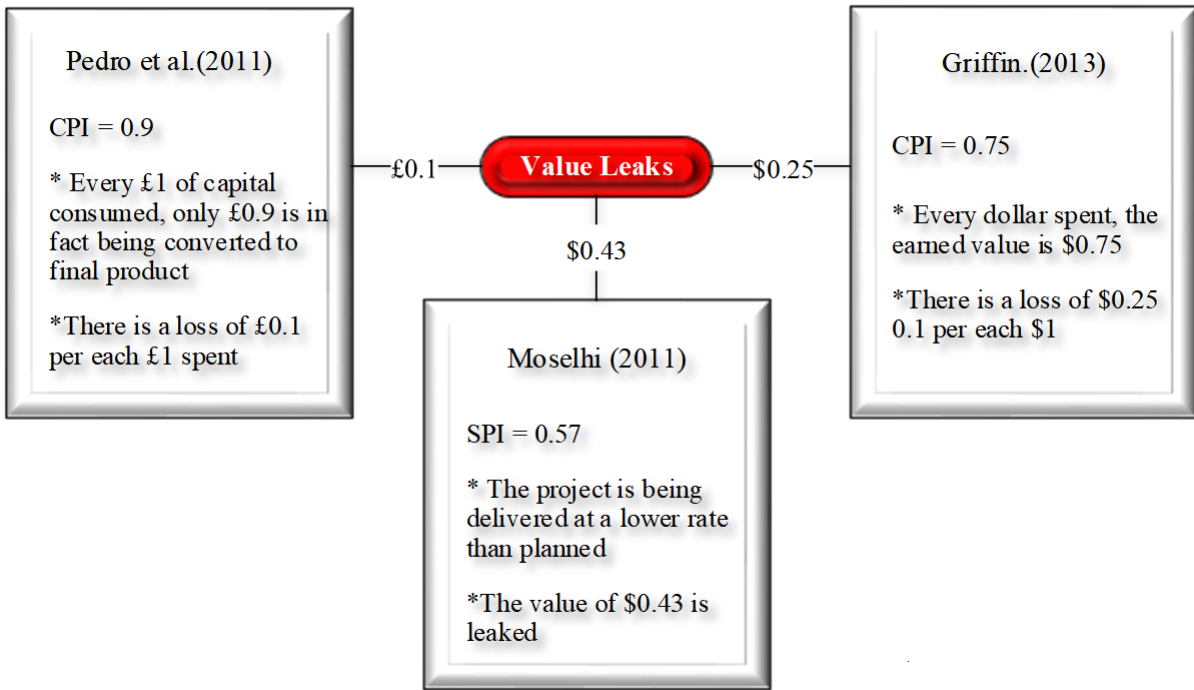 Pedro et al.(2011)
CPI = 0.9
* Every £1 of capital
consumed, only £0.9 is in
fact being converted to
final product
*There is a loss of £0.1
per each £1 spent
£0.1
Value Leaks
$0.25
$0.43
Griffin.(2013)
CPI = 0.75
* Every dollar spent, the
earned value is $0.75
*There is a loss of $0.25
0.1 per each $1
Moselhi (2011)
SPI = 0.57
* The project is being
delivered at a lower rate
than planned
*The value of $0.43 is
leaked